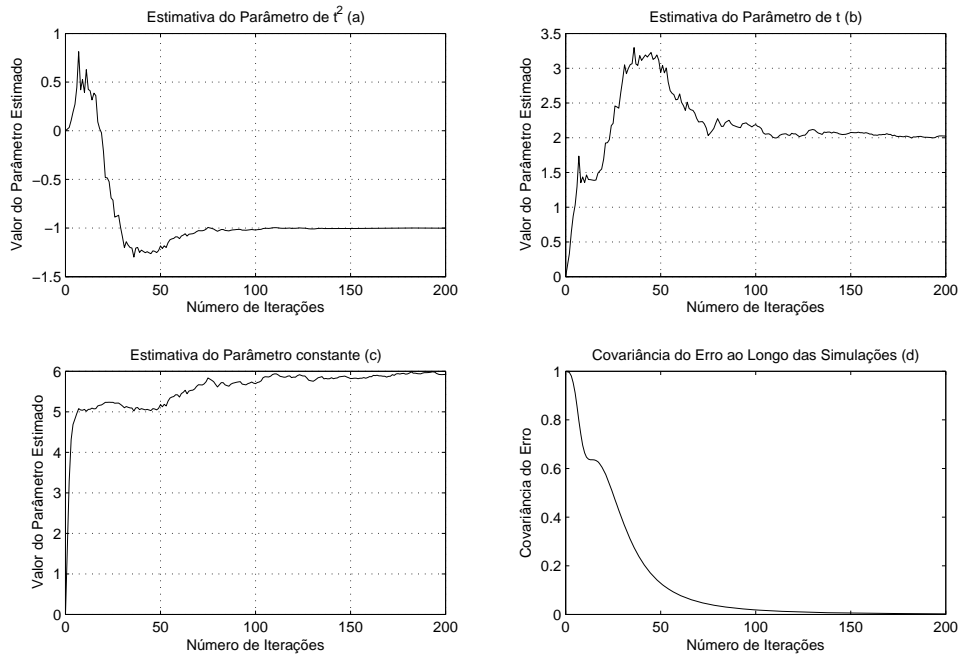 Estimativa do Parâmetro de t² (a)
Valor do Parâmetro Estimado
1
0.5
0
−0.5
−1
−1.5
0 50 100 150 200
Número de Iterações
Estimativa do Parâmetro de t (b)
Valor do Parâmetro Estimado
3.5
3
2.5
2
1.5
1
0.5
0
0 50 100 150 200
Número de Iterações
Estimativa do Parâmetro constante (c)
Valor do Parâmetro Estimado
6
5
4
3
2
1
0
0 50 100 150 200
Número de Iterações
Covariância do Erro ao Longo das Simulações (d)
Covariância do Erro
1
0.8
0.6
0.4
0.2
0
0 50 100 150 200
Número de Iterações